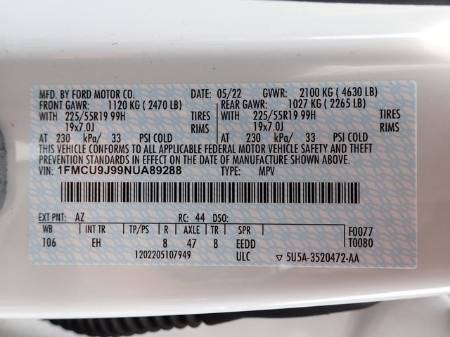 MFD. BY FORD MOTOR CO. 05/22 GVWR: 2100 KG ( 4630 LB)
FRONT GAWR: 1120 KG ( 2470 LB) REAR GAWR: 1027 KG ( 2265 LB)
225/55R19 99H TIRES 225/55R19 99H TIRES
19x7.0J RIMS 19x7.0J RIMS
AT 230 kPa/ 33 PSI COLD AT 230 kPa/ 33 PSI COLD
THIS VEHICLE CONFORMS TO ALL APPLICABLE FEDERAL MOTOR VEHICLE
SAFETY, BUMPER, AND THEFT PREVENTION STANDARDS IN EFFECT ON THE DATE
OF MANUFACTURE SHOWN ABOVE.
VIN: 1FMCU9J99NUA89288 TYPE: MPV
EXT PNT: AZ RC: 44 DSO:
WB INT TR TP/PS R AXLE TR SPR F0077
106 EH 8 47 8 EEDD T0080
1202205107949 ULC ▽ 5U5A-3520472-AA